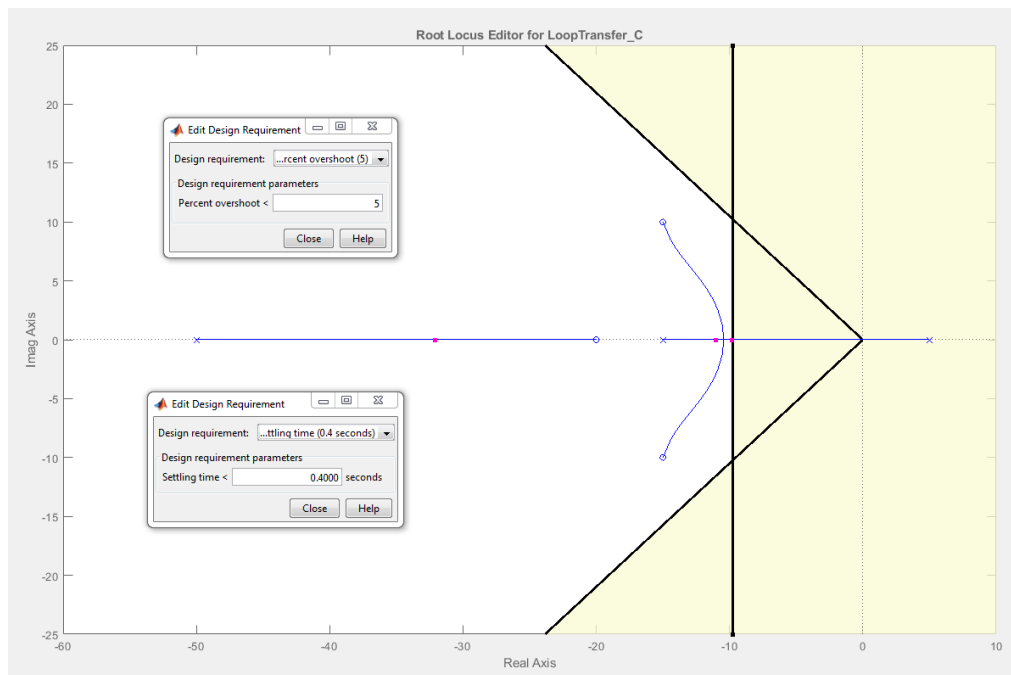 Root Locus Editor for LoopTransfer_C
25
20
15
10
5
0
-5
-10
-15
-20
-25
Imag Axis
Edit Design Requirement
Design requirement: ...rcent overshoot (5)
Design requirement parameters
Percent overshoot < 5
Close Help
Edit Design Requirement
Design requirement: ...ttling time (0.4 seconds)
Design requirement parameters
Settling time < 0.4000 seconds
Close Help
-60 -50 -40 -30 -20 -10 0 10
Real Axis